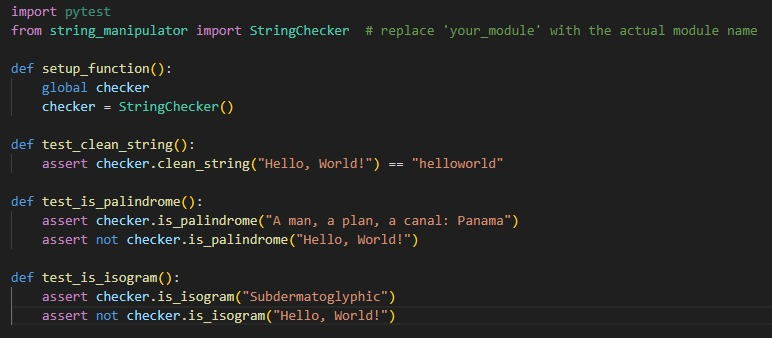 import pytest
from string_manipulator import StringChecker  # replace 'your_module' with the actual module name
def setup_function():
    global checker
    checker = StringChecker()
def test_clean_string():
    assert checker.clean_string("Hello, World!") == "helloworld"
def test_is_palindrome():
    assert checker.is_palindrome("A man, a plan, a canal: Panama")
    assert not checker.is_palindrome("Hello, World!")
def test_is_isogram():
    assert checker.is_isogram("Subdermatoglyphic")
    assert not checker.is_isogram("Hello, World!")